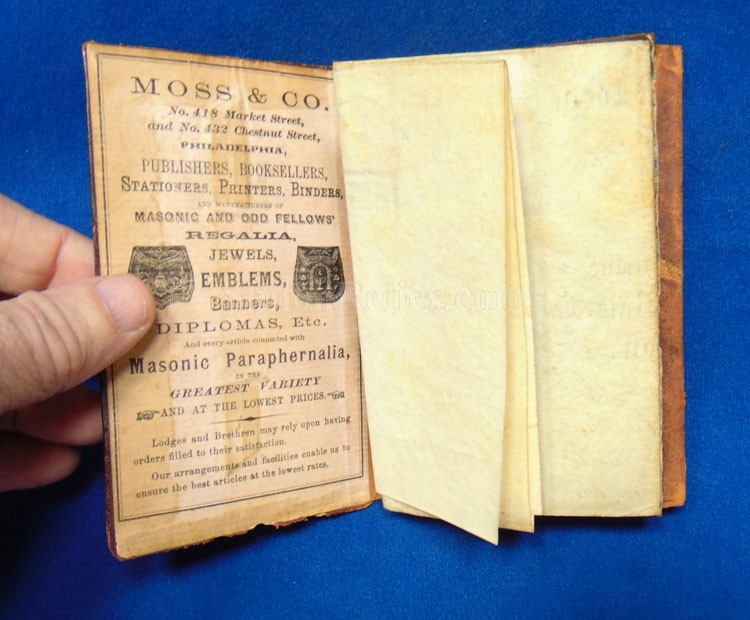 MOSS & CO.
No. 418 Market Street,
and No. 432 Chestnut Street,
PHILADELPHIA,
PUBLISHERS, BOOKSELLERS,
STATIONERS, PRINTERS, BINDERS,
AND MANUFACTURERS OF
MASONIC AND ODD FELLOWS'
REGALIA,
JEWELS,
EMBLEMS,
Banners,
DIPLOMAS, Etc.
And every article connected with
Masonic Paraphernalia,
IN THE
GREATEST VARIETY
AND AT THE LOWEST PRICES.
Lodges and Brethren may rely upon having
orders filled to their satisfaction.
Our arrangements and facilities enable us to
ensure the best articles at the lowest rates.